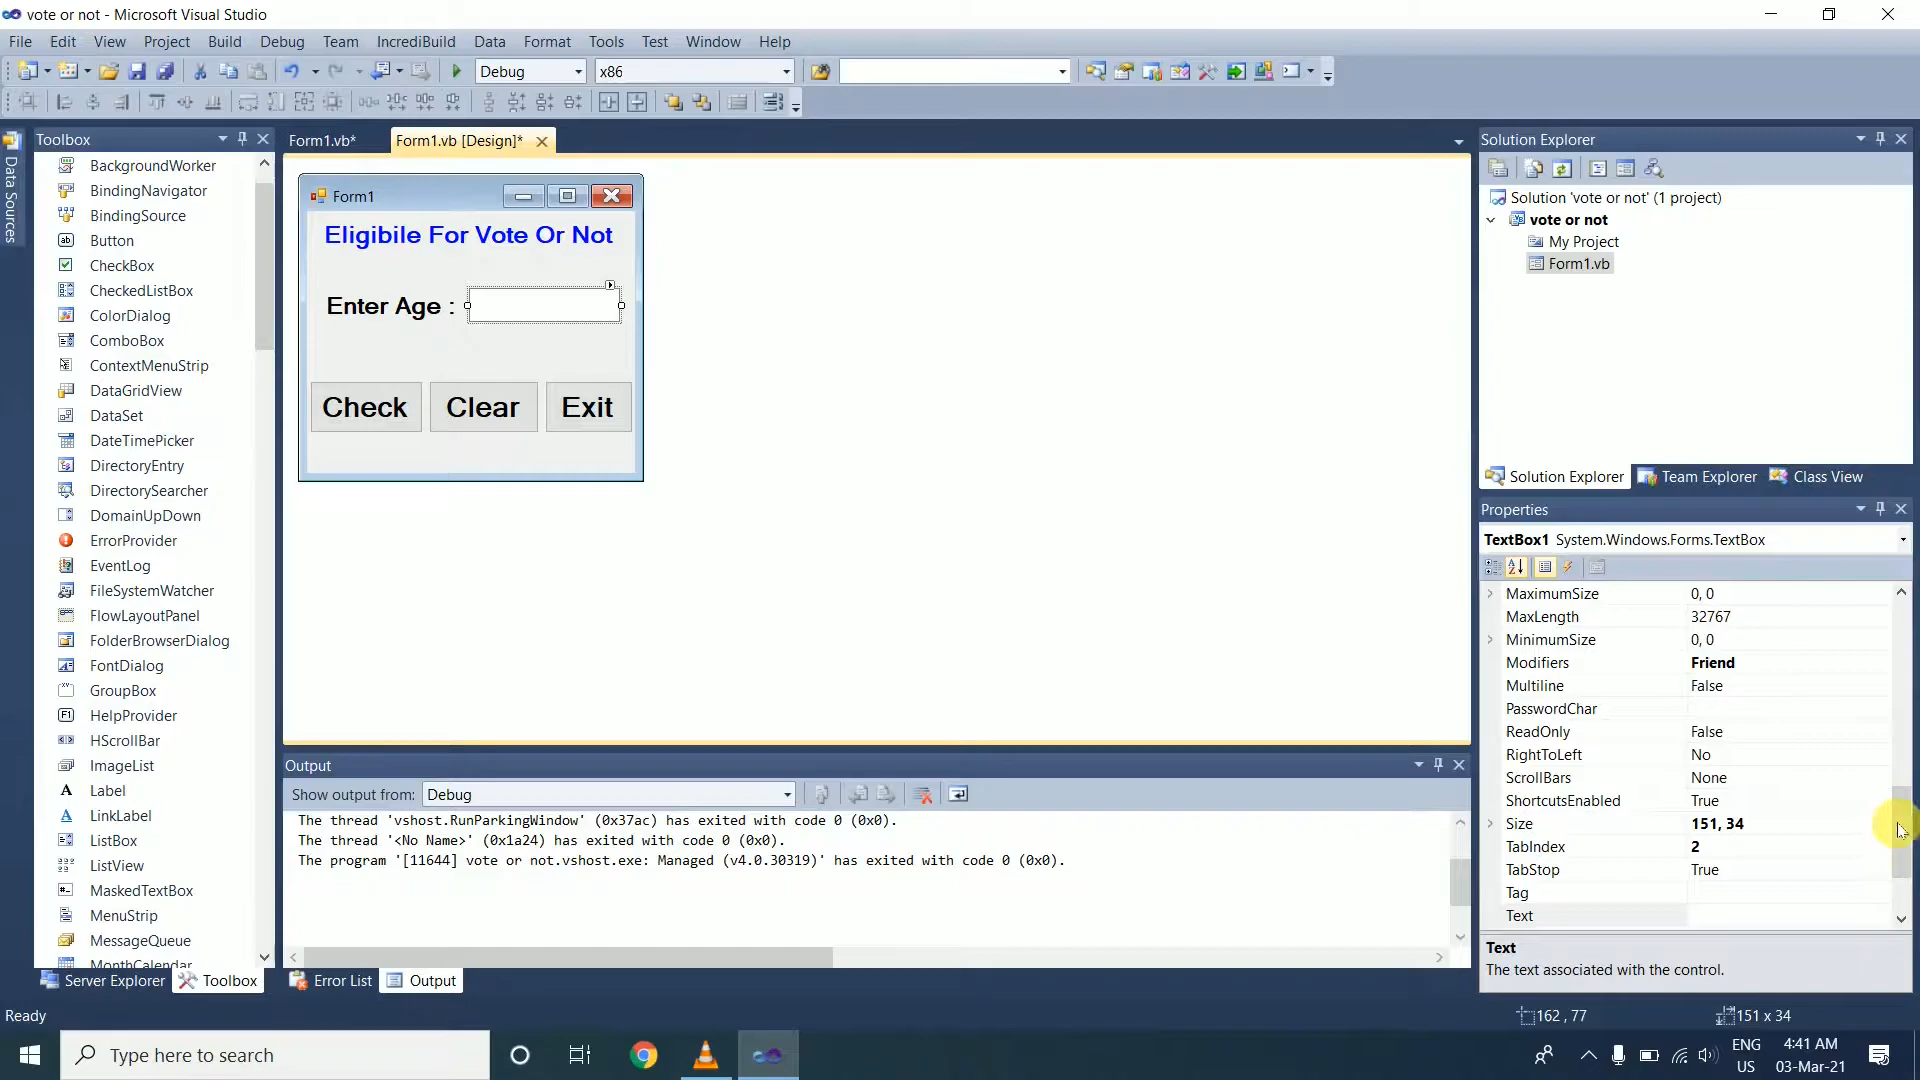 vote or not - Microsoft Visual Studio
File Edit View Project Build Debug Team IncrediBuild Data Format Tools Test Window Help
Debug x86
Data Sources
Toolbox
BackgroundWorker
BindingNavigator
BindingSource
Button
CheckBox
CheckedListBox
ColorDialog
ComboBox
ContextMenuStrip
DataGridView
DataSet
DateTimePicker
DirectoryEntry
DirectorySearcher
DomainUpDown
ErrorProvider
EventLog
FileSystemWatcher
FlowLayoutPanel
FolderBrowserDialog
FontDialog
GroupBox
HelpProvider
HScrollBar
ImageList
Label
LinkLabel
ListBox
ListView
MaskedTextBox
MenuStrip
MessageQueue
MonthCalendar
Server Explorer Toolbox
Form1.vb* Form1.vb [Design]*
Form1
Eligibile For Vote Or Not
Enter Age :
Check Clear Exit
Output
Show output from: Debug
The thread 'vshost.RunParkingWindow' (0x37ac) has exited with code 0 (0x0).
The thread '<No Name>' (0x1a24) has exited with code 0 (0x0).
The program '[11644] vote or not.vshost.exe: Managed (v4.0.30319)' has exited with code 0 (0x0).
Error List Output
Solution Explorer
Solution 'vote or not' (1 project)
vote or not
My Project
Form1.vb
Solution Explorer Team Explorer Class View
Properties
TextBox1 System.Windows.Forms.TextBox
MaximumSize 0, 0
MaxLength 32767
MinimumSize 0, 0
Modifiers Friend
Multiline False
PasswordChar
ReadOnly False
RightToLeft No
ScrollBars None
ShortcutsEnabled True
Size 151, 34
TabIndex 2
TabStop True
Tag
Text
Text
The text associated with the control.
Ready 162 , 77 151 x 34
Type here to search
ENG
US
4:41 AM
03-Mar-21